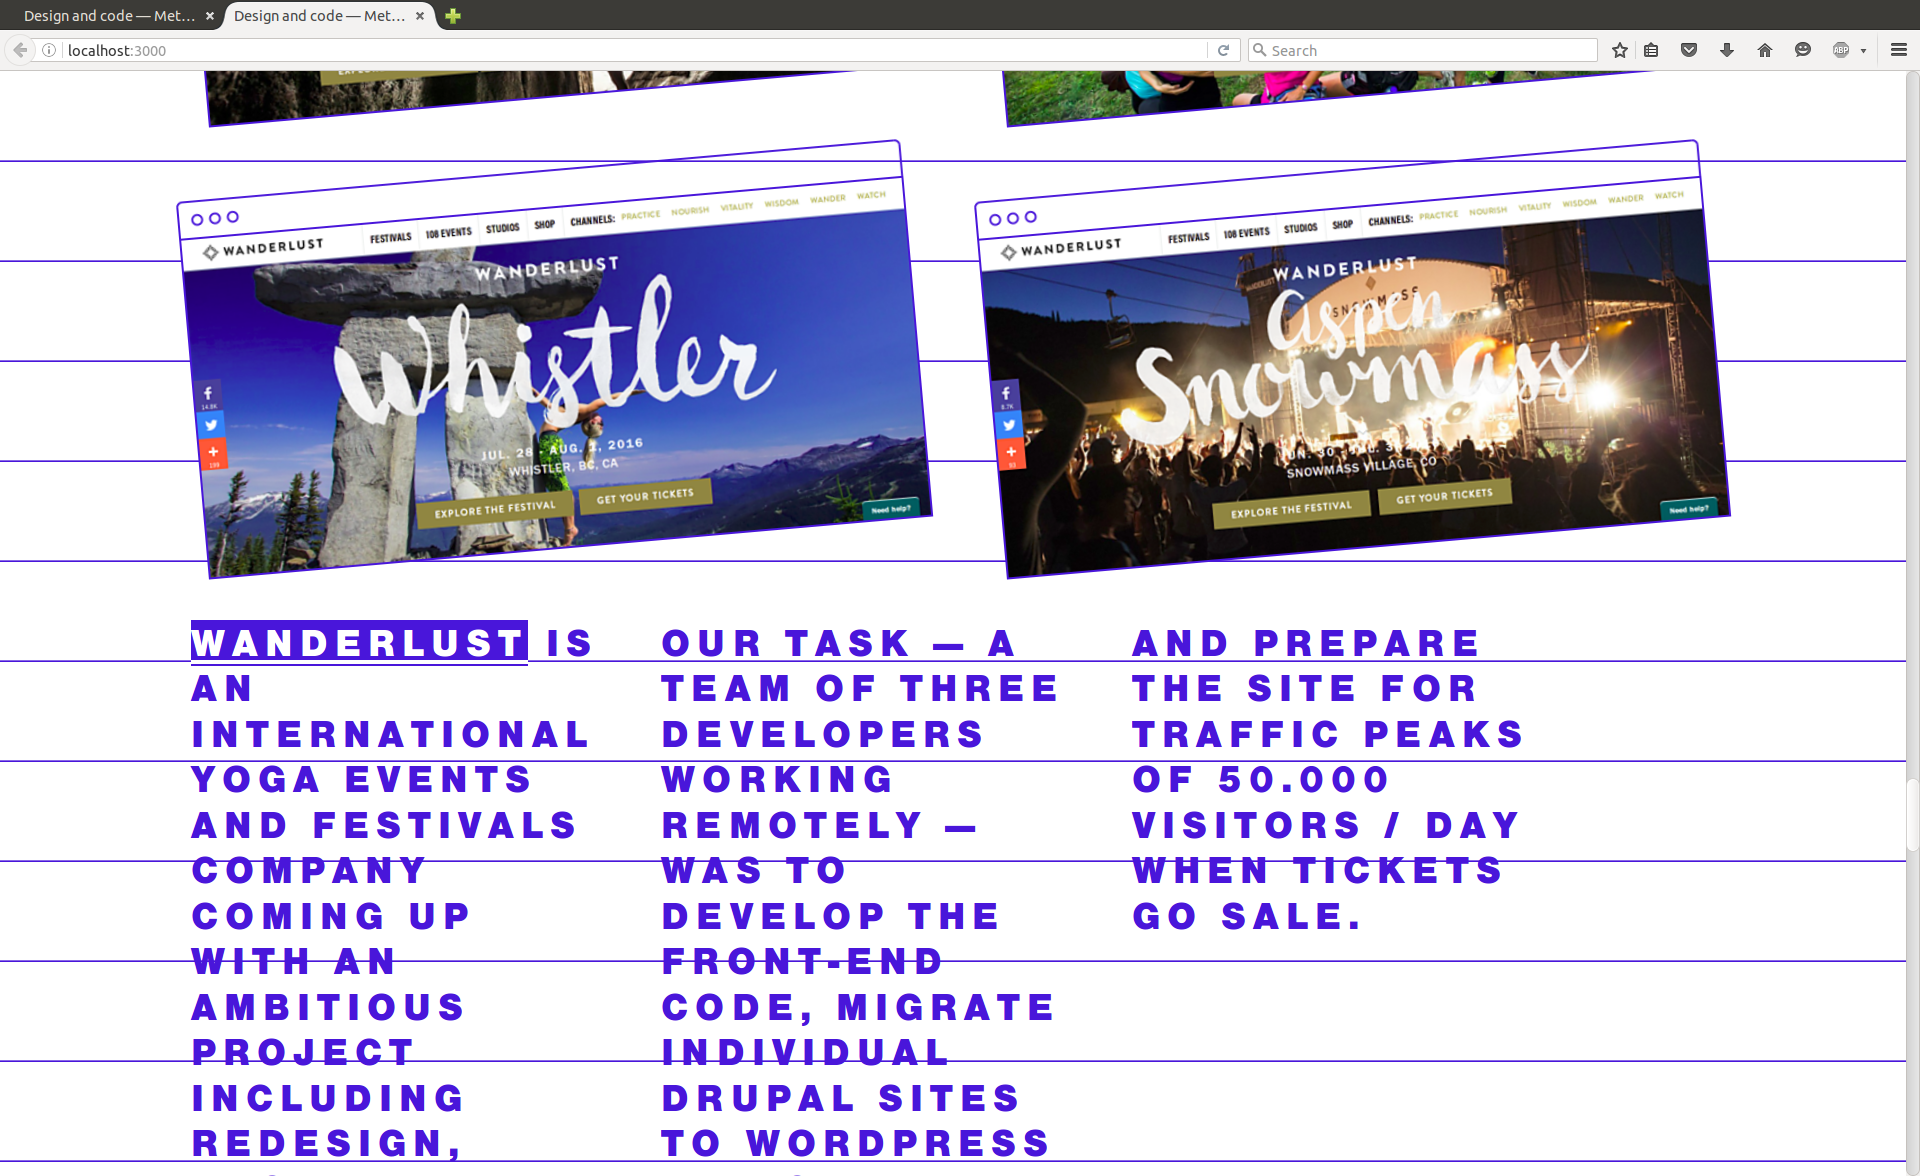 Design and code — Met...
Design and code — Met...
localhost:3000
Search
ABP
WANDERLUST
FESTIVALS
108 EVENTS
STUDIOS
SHOP
CHANNELS:
PRACTICE
NOURISH
VITALITY
WISDOM
WANDER
WATCH
WANDERLUST
Whistler
14.8K
JUL. 28 - AUG. 1, 2016
WHISTLER, BC, CA
EXPLORE THE FESTIVAL
GET YOUR TICKETS
Need help?
WANDERLUST
FESTIVALS
108 EVENTS
STUDIOS
SHOP
CHANNELS:
PRACTICE
NOURISH
VITALITY
WISDOM
WANDER
WATCH
WANDERLUST
SNOWMASS
Aspen
Snowmass
8.7K
SNOWMASS VILLAGE, CO
EXPLORE THE FESTIVAL
GET YOUR TICKETS
Need help?
WANDERLUST IS
AN
INTERNATIONAL
YOGA EVENTS
AND FESTIVALS
COMPANY
COMING UP
WITH AN
AMBITIOUS
PROJECT
INCLUDING
REDESIGN,
OUR TASK — A
TEAM OF THREE
DEVELOPERS
WORKING
REMOTELY —
WAS TO
DEVELOP THE
FRONT-END
CODE, MIGRATE
INDIVIDUAL
DRUPAL SITES
TO WORDPRESS
AND PREPARE
THE SITE FOR
TRAFFIC PEAKS
OF 50.000
VISITORS / DAY
WHEN TICKETS
GO SALE.